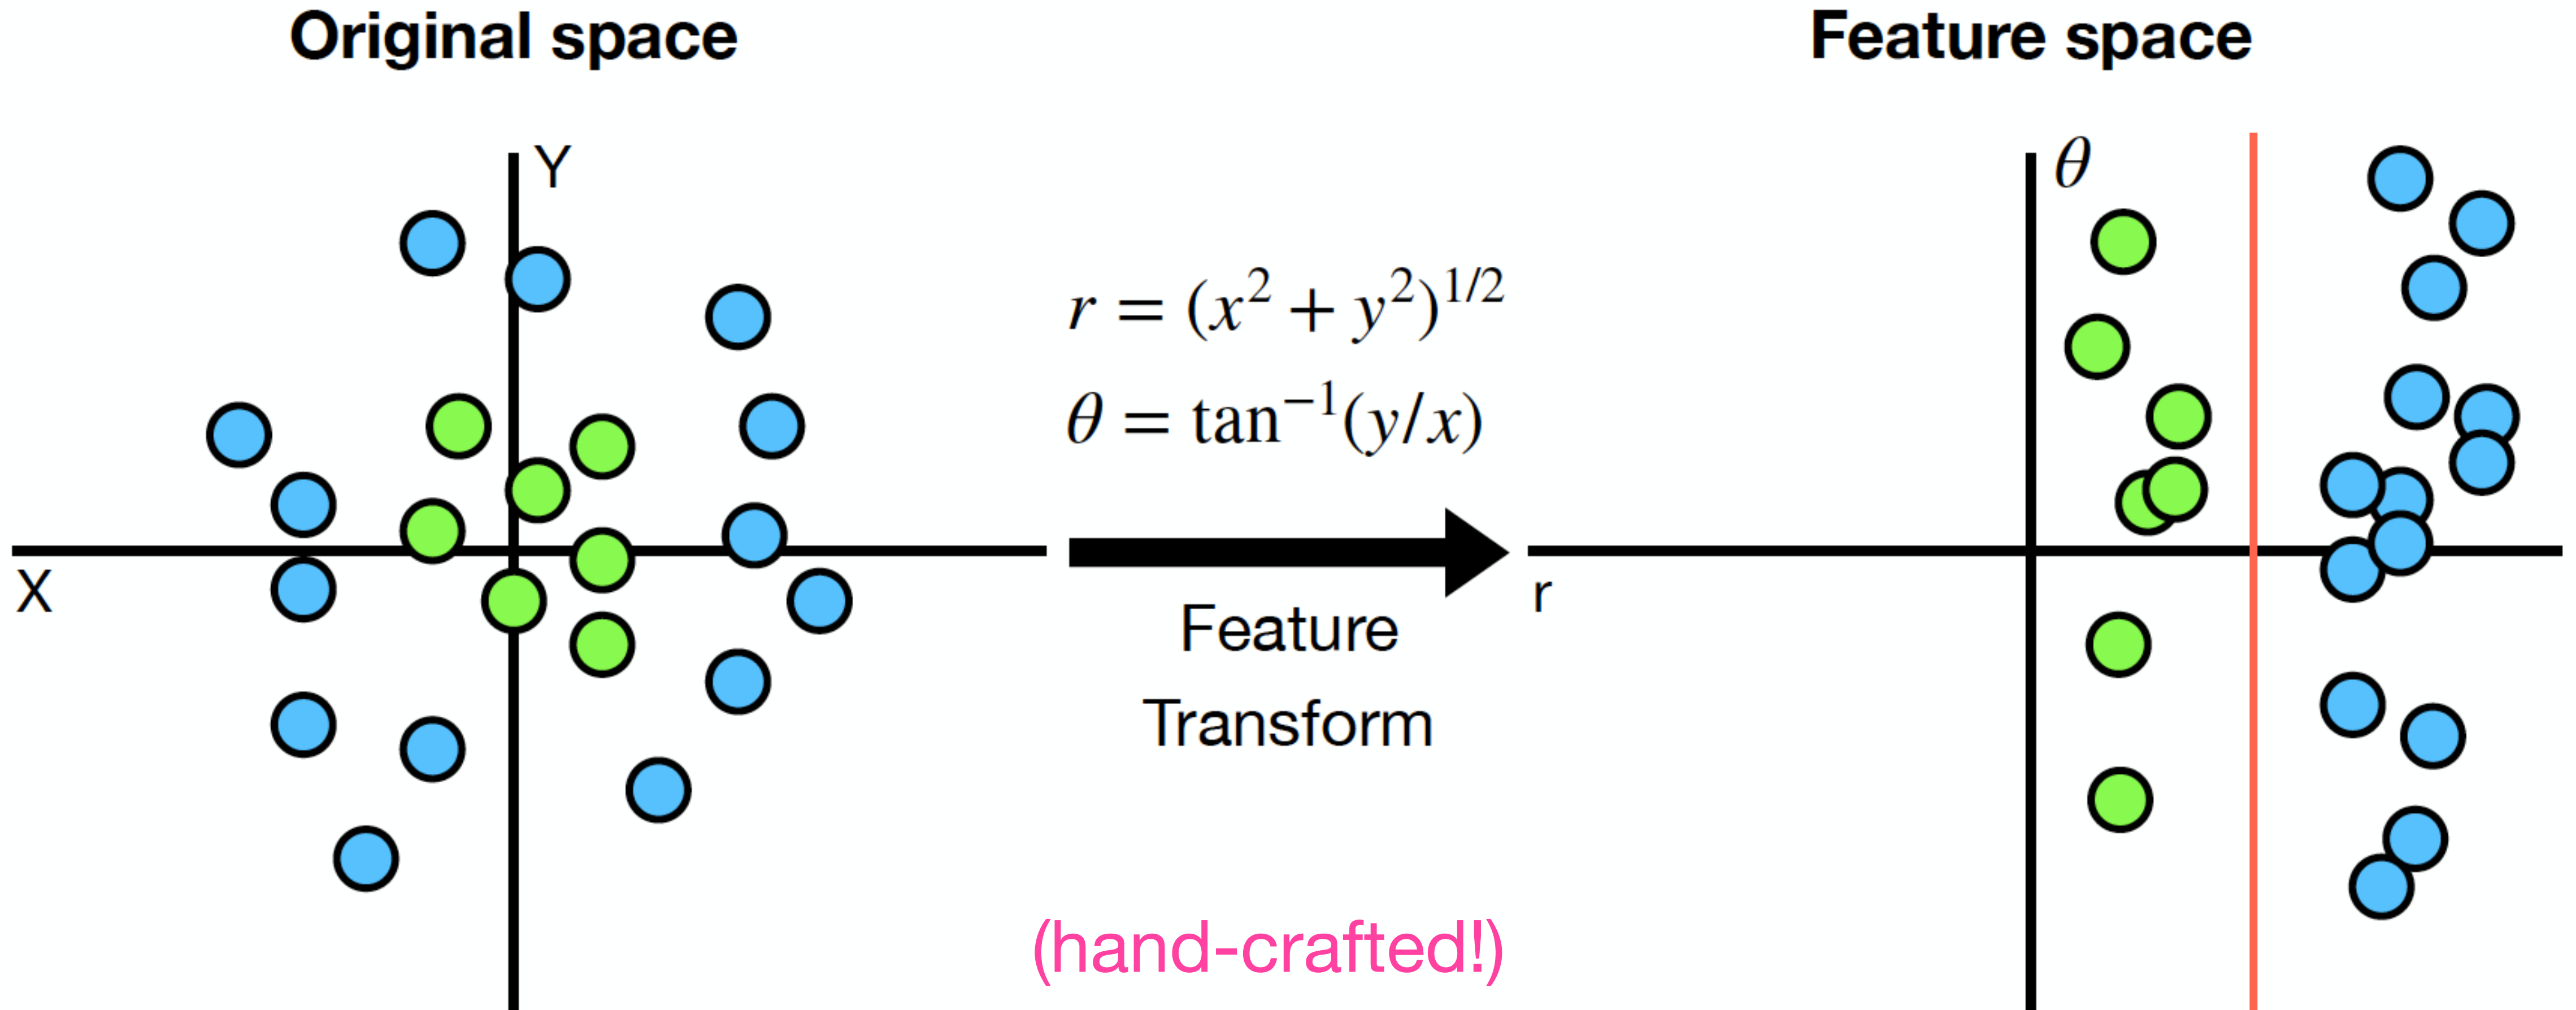 Original space
Feature space
Y
θ
r = (x² + y²)^{1/2}
θ = tan⁻¹(y/x)
X
r
Feature
Transform
(hand-crafted!)